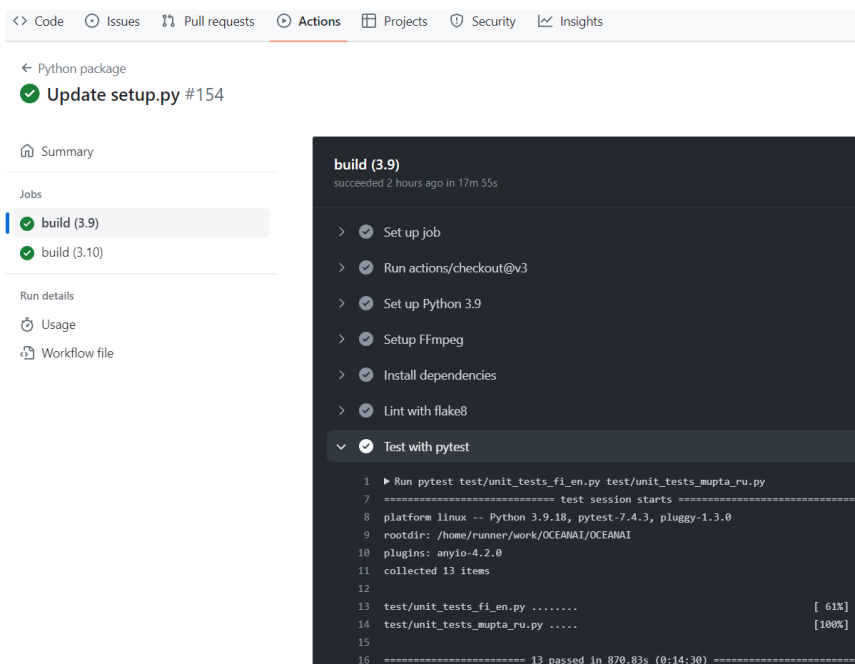 Code Issues Pull requests Actions Projects Security Insights
Python package
Update setup.py #154
Summary
Jobs
build (3.9)
build (3.10)
Run details
Usage
Workflow file
build (3.9)
succeeded 2 hours ago in 17m 55s
Set up job
Run actions/checkout@v3
Set up Python 3.9
Setup FFmpeg
Install dependencies
Lint with flake8
Test with pytest
1 Run pytest test/unit_tests_fi_en.py test/unit_tests_mupta_ru.py
7 ============================= test session starts ==============================
8 platform linux -- Python 3.9.18, pytest-7.4.3, pluggy-1.3.0
9 rootdir: /home/runner/work/OCEANAI/OCEANAI
10 plugins: anyio-4.2.0
11 collected 13 items
12
13 test/unit_tests_fi_en.py ........ [ 61%]
14 test/unit_tests_mupta_ru.py ..... [100%]
15
16 ======================== 13 passed in 870.83s (0:14:30) ========================